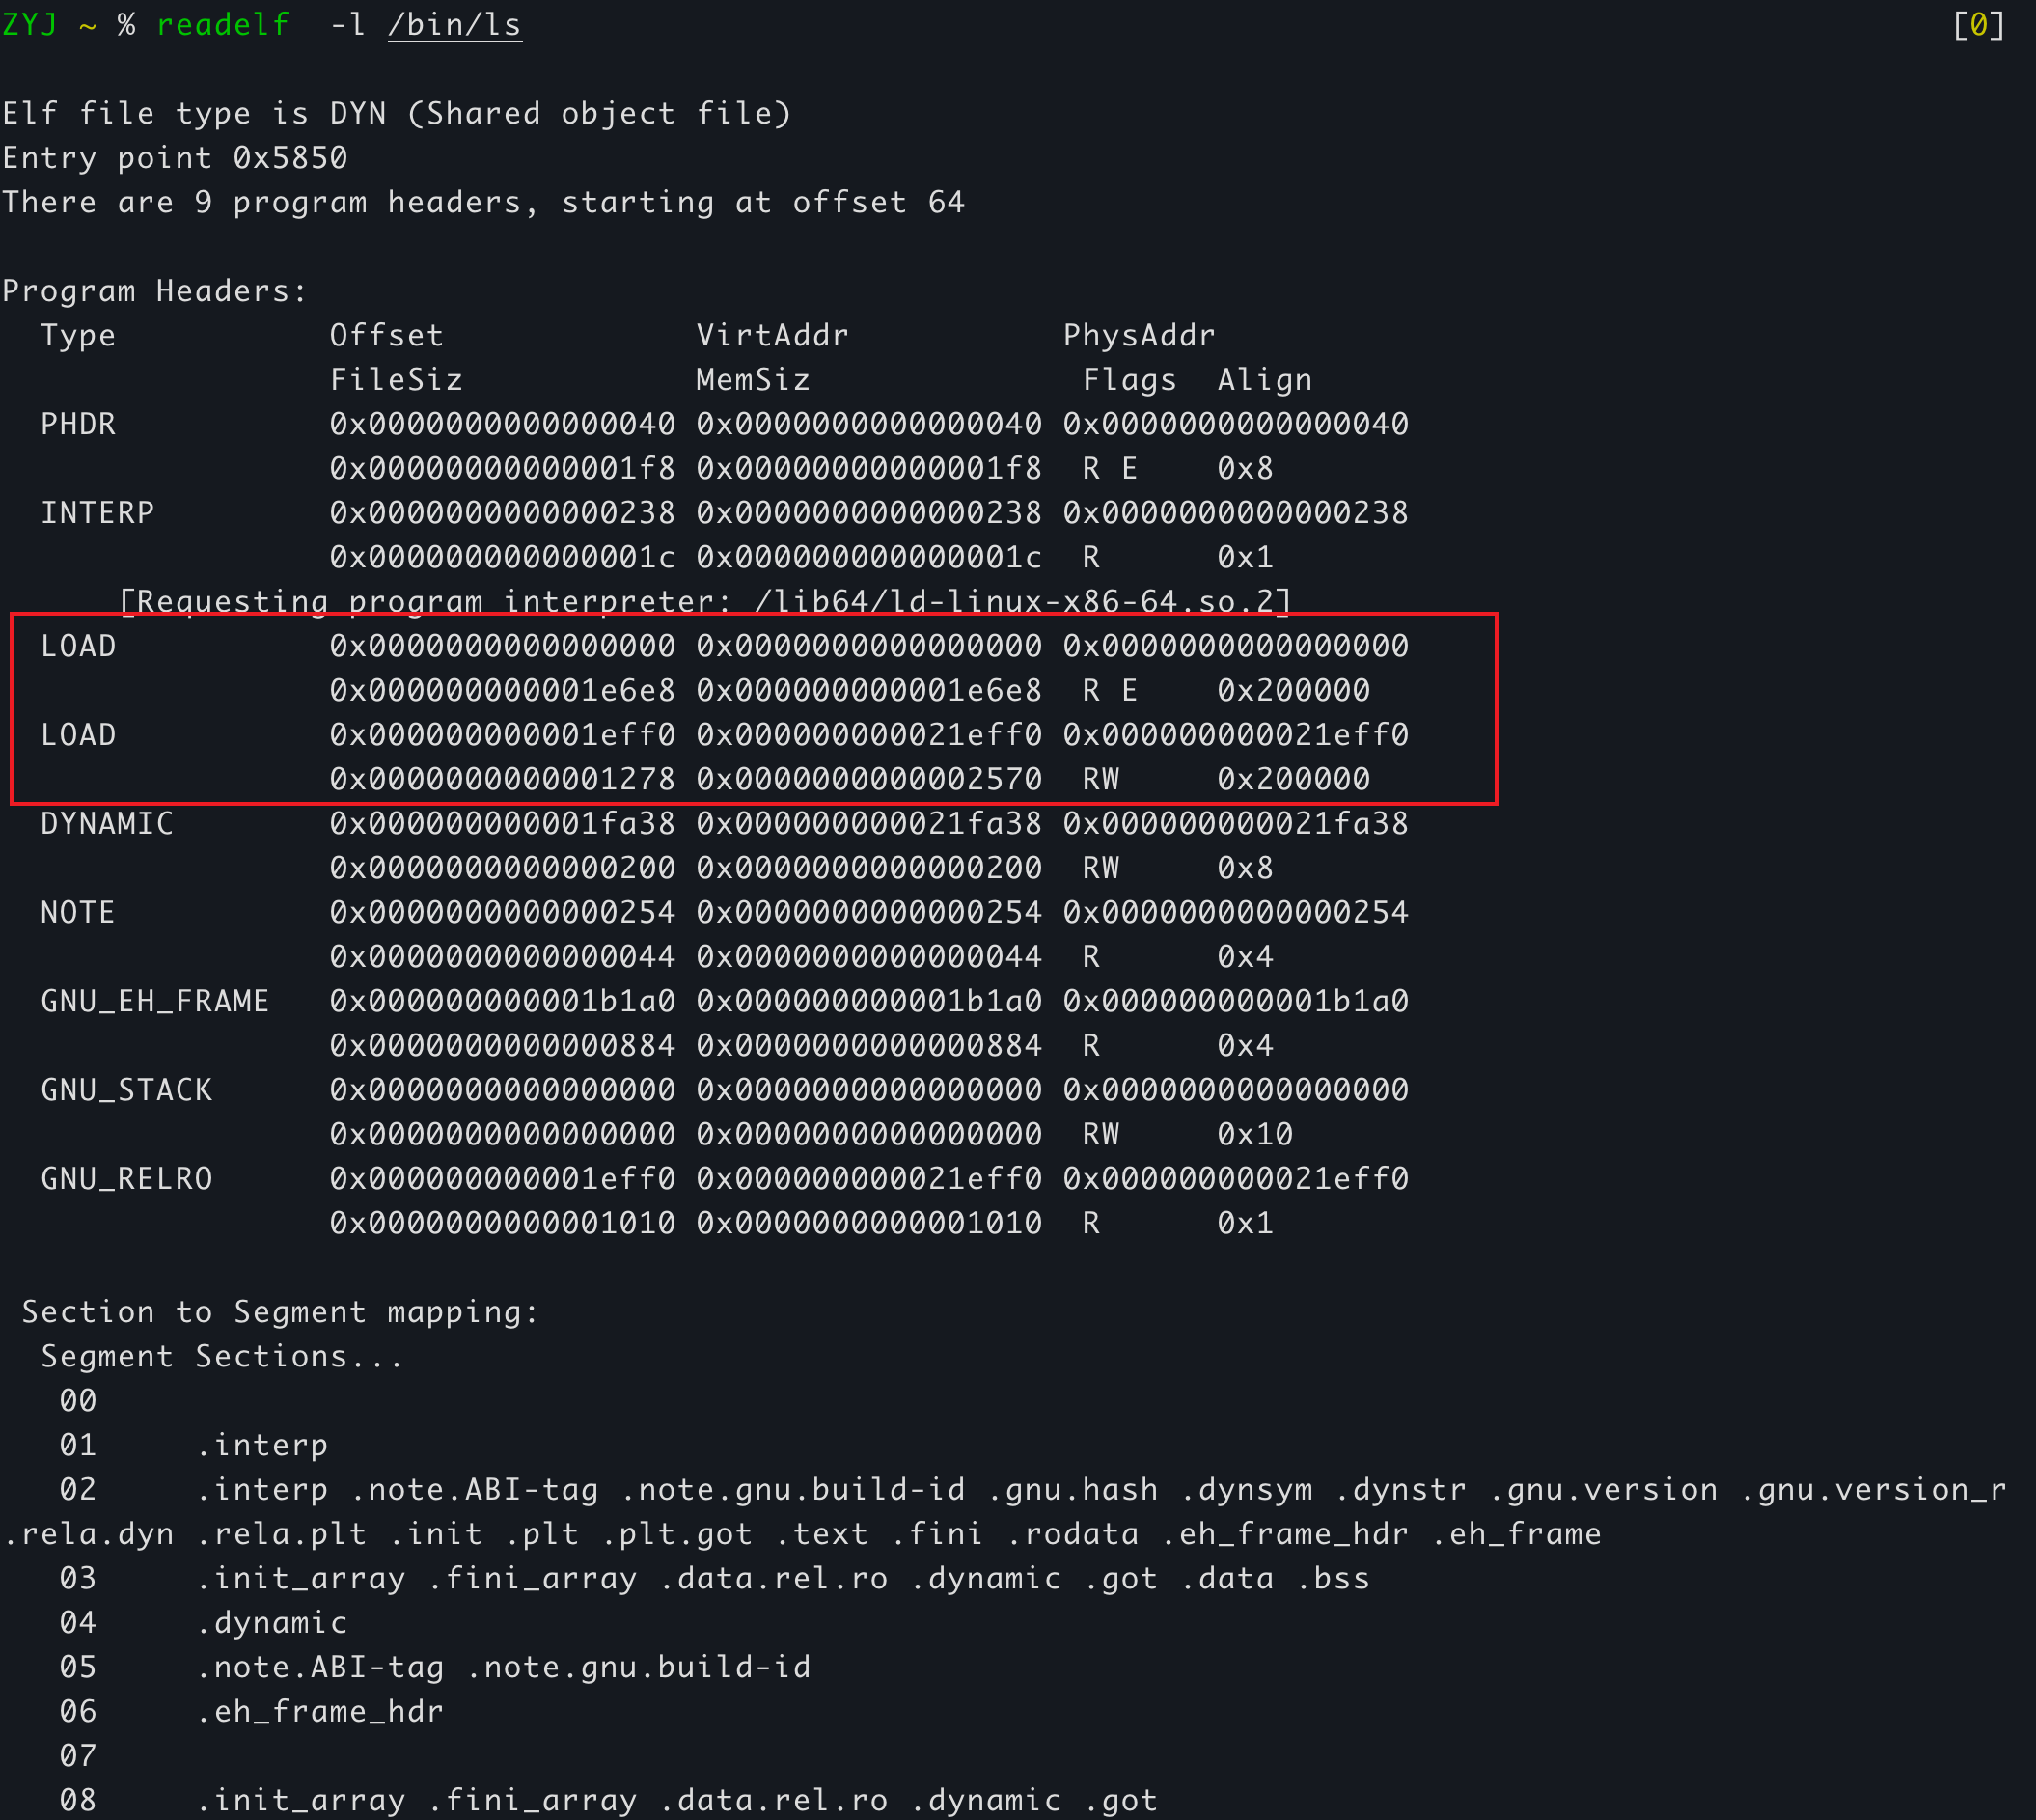 ZYJ ~ % readelf  -l /bin/ls [0]
Elf file type is DYN (Shared object file)
Entry point 0x5850
There are 9 program headers, starting at offset 64
Program Headers:
  Type           Offset             VirtAddr           PhysAddr
                 FileSiz            MemSiz              Flags  Align
  PHDR           0x0000000000000040 0x0000000000000040 0x0000000000000040
                 0x00000000000001f8 0x00000000000001f8  R E    0x8
  INTERP         0x0000000000000238 0x0000000000000238 0x0000000000000238
                 0x000000000000001c 0x000000000000001c  R      0x1
      [Requesting program interpreter: /lib64/ld-linux-x86-64.so.2]
  LOAD           0x0000000000000000 0x0000000000000000 0x0000000000000000
                 0x000000000001e6e8 0x000000000001e6e8  R E    0x200000
  LOAD           0x000000000001eff0 0x000000000021eff0 0x000000000021eff0
                 0x0000000000001278 0x0000000000002570  RW     0x200000
  DYNAMIC        0x000000000001fa38 0x000000000021fa38 0x000000000021fa38
                 0x0000000000000200 0x0000000000000200  RW     0x8
  NOTE           0x0000000000000254 0x0000000000000254 0x0000000000000254
                 0x0000000000000044 0x0000000000000044  R      0x4
  GNU_EH_FRAME   0x000000000001b1a0 0x000000000001b1a0 0x000000000001b1a0
                 0x0000000000000884 0x0000000000000884  R      0x4
  GNU_STACK      0x0000000000000000 0x0000000000000000 0x0000000000000000
                 0x0000000000000000 0x0000000000000000  RW     0x10
  GNU_RELRO      0x000000000001eff0 0x000000000021eff0 0x000000000021eff0
                 0x0000000000001010 0x0000000000001010  R      0x1
 Section to Segment mapping:
  Segment Sections...
   00
   01     .interp
   02     .interp .note.ABI-tag .note.gnu.build-id .gnu.hash .dynsym .dynstr .gnu.version .gnu.version_r
.rela.dyn .rela.plt .init .plt .plt.got .text .fini .rodata .eh_frame_hdr .eh_frame
   03     .init_array .fini_array .data.rel.ro .dynamic .got .data .bss
   04     .dynamic
   05     .note.ABI-tag .note.gnu.build-id
   06     .eh_frame_hdr
   07
   08     .init_array .fini_array .data.rel.ro .dynamic .got